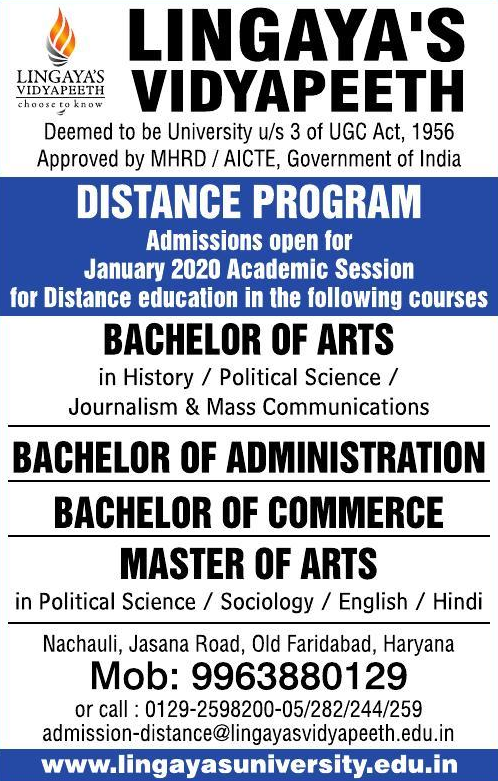 LINGAYA'S
VIDYAPEETH
LINGAYA'S
VIDYAPEETH
choose to know
Deemed to be University u/s 3 of UGC Act, 1956
Approved by MHRD / AICTE, Government of India
DISTANCE PROGRAM
Admissions open for
January 2020 Academic Session
for Distance education in the following courses
BACHELOR OF ARTS
in History / Political Science /
Journalism & Mass Communications
BACHELOR OF ADMINISTRATION
BACHELOR OF COMMERCE
MASTER OF ARTS
in Political Science / Sociology / English / Hindi
Nachauli, Jasana Road, Old Faridabad, Haryana
Mob: 9963880129
or call : 0129-2598200-05/282/244/259
admission-distance@lingayasvidyapeeth.edu.in
www.lingayasuniversity.edu.in